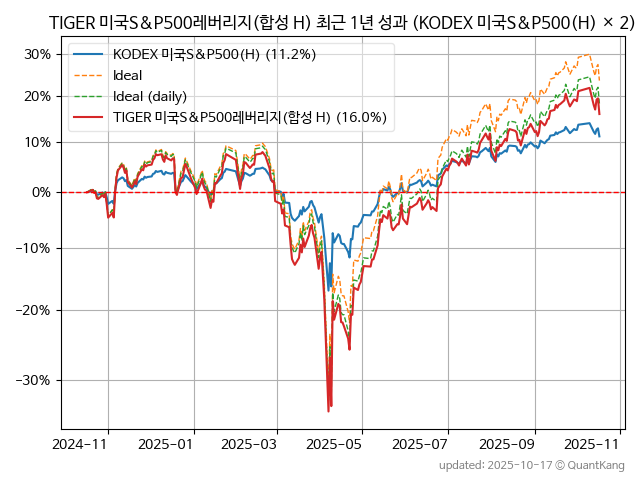 TIGER 미국S&P500레버리지(합성 H) 최근 1년 성과 (KODEX 미국S&P500(H) × 2)
KODEX 미국S&P500(H) (11.2%)
Ideal
Ideal (daily)
TIGER 미국S&P500레버리지(합성 H) (16.0%)
30%
20%
10%
0%
−10%
−20%
−30%
2024-11
2025-01
2025-03
2025-05
2025-07
2025-09
2025-11
updated: 2025-10-17 © QuantKang